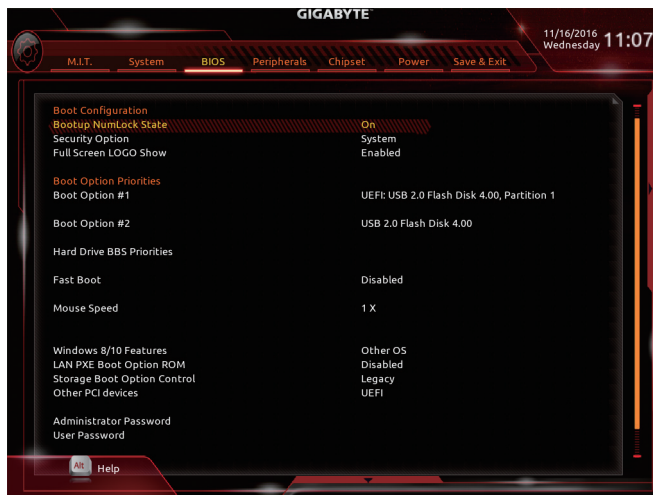 GIGABYTE™
11/16/2016
Wednesday 11:07
M.I.T. System BIOS Peripherals Chipset Power Save & Exit
Boot Configuration
Bootup NumLock State On
Security Option System
Full Screen LOGO Show Enabled
Boot Option Priorities
Boot Option #1 UEFI: USB 2.0 Flash Disk 4.00, Partition 1
Boot Option #2 USB 2.0 Flash Disk 4.00
Hard Drive BBS Priorities
Fast Boot Disabled
Mouse Speed 1 X
Windows 8/10 Features Other OS
LAN PXE Boot Option ROM Disabled
Storage Boot Option Control Legacy
Other PCI devices UEFI
Administrator Password
User Password
Alt Help